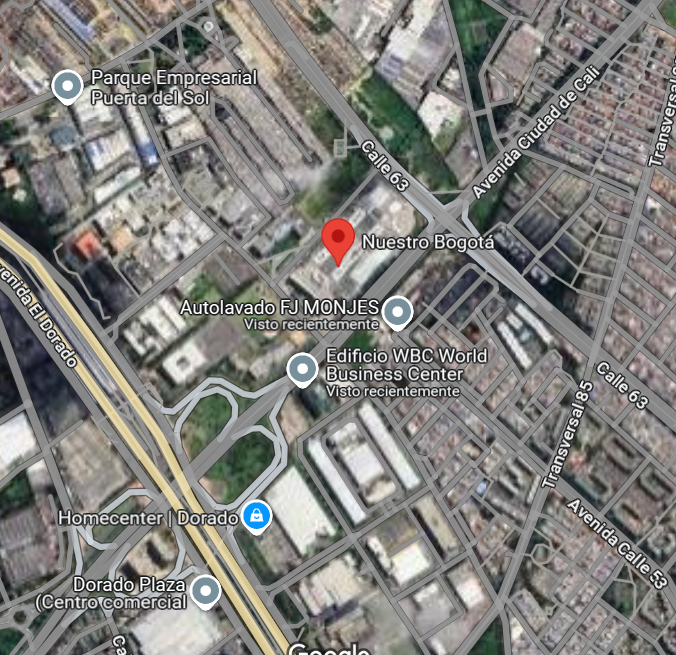 Parque Empresarial
Puerta del Sol
Avenida Ciudad de Cali
Transversal
Calle 63
Nuestro Bogotá
Autolavado FJ MONJES
Visto recientemente
Edificio WBC World
Business Center
Visto recientemente
Avenida El Dorado
Calle 63
Transversal 85
Homecenter | Dorado
Avenida Calle 53
Dorado Plaza
(Centro comercial
Ca
Google